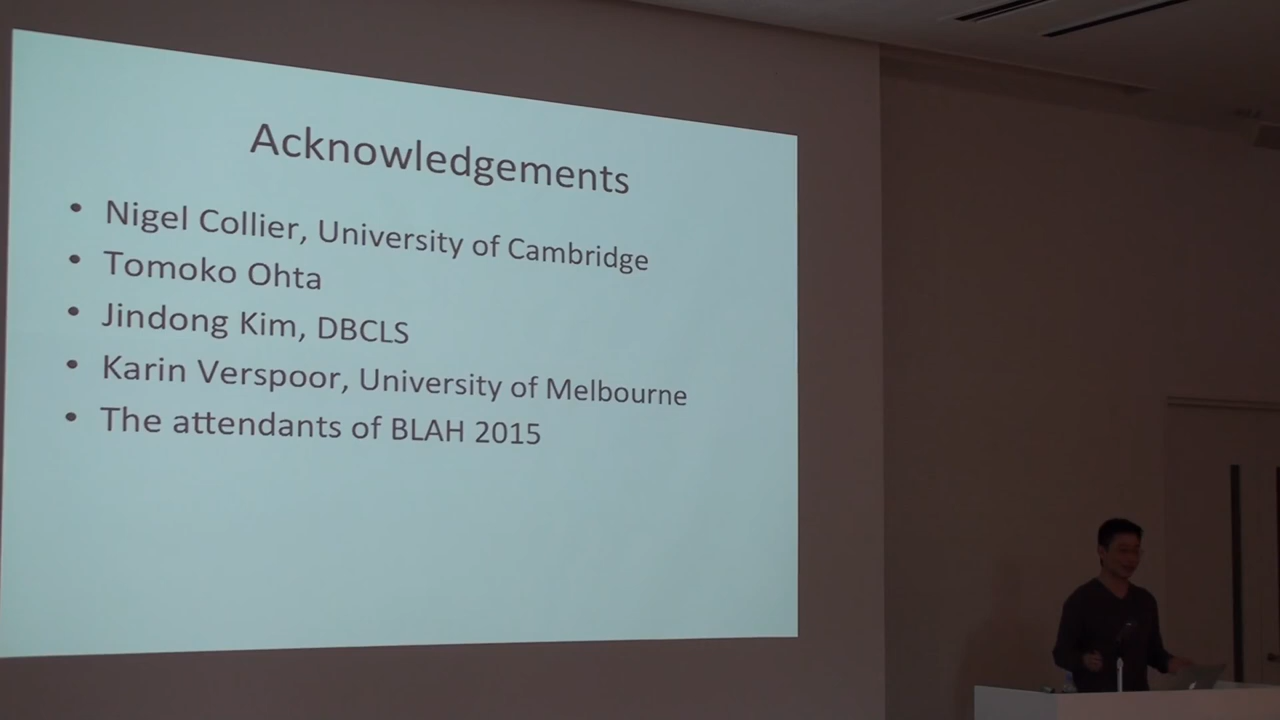 Acknowledgements
• Nigel Collier, University of Cambridge
• Tomoko Ohta
• Jindong Kim, DBCLS
• Karin Verspoor, University of Melbourne
• The attendants of BLAH 2015